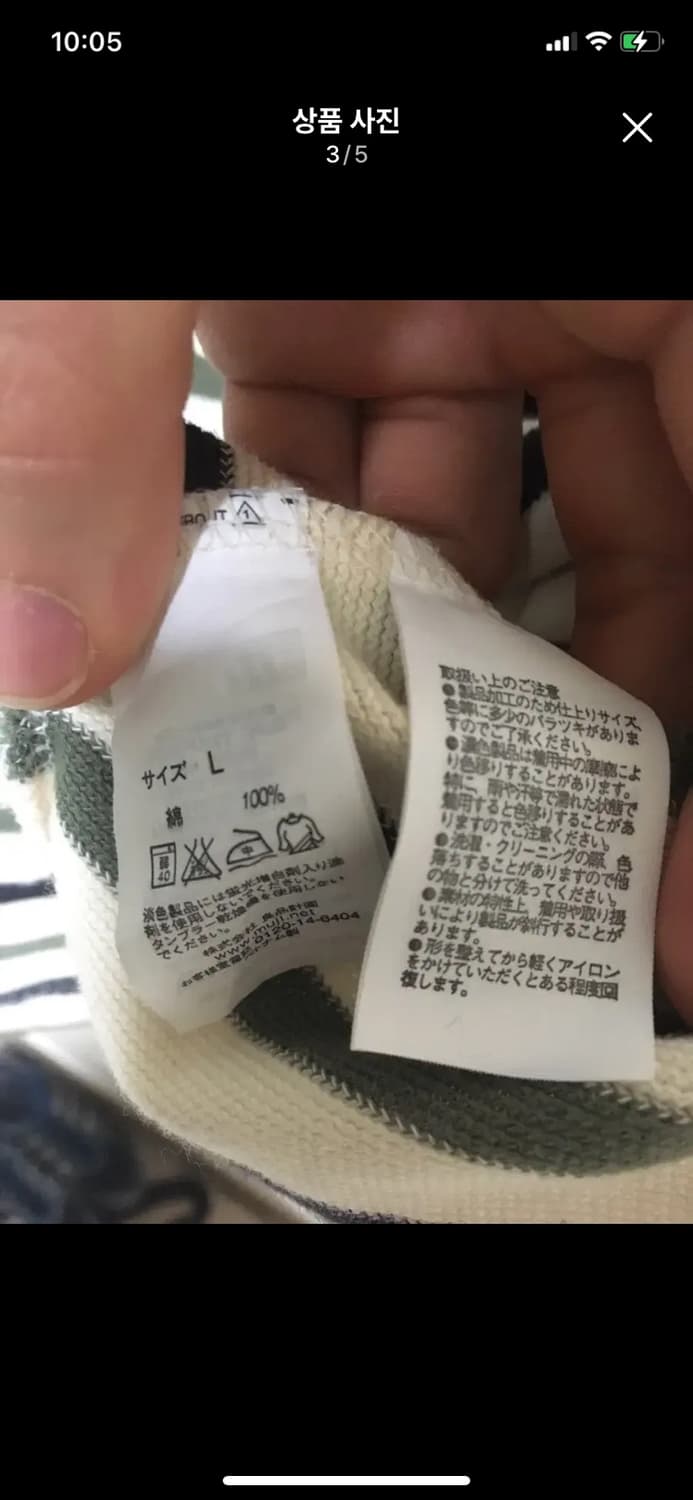 10:05
상품 사진
3/5
サイズ L
綿 100%
40
中
淡色製品には蛍光増白剤入り洗
剤を使用しないでください。
タンブラー乾燥機を使用しない
でください。
株式会社 良品計画
www.muji.net
お客様室 0120-14-6404
取扱い上のご注意
●製品加工のため仕上りサイズ、
色等に多少のバラツキがありま
すのでご了承ください。
●濃色製品は着用中の摩擦によ
り色移りすることがあります。
特に、雨や汗等で濡れた状態で
着用すると色移りすることがあ
りますのでご注意ください。
●洗濯・クリーニングの際、色
落ちすることがありますので他
の物と分けて洗ってください。
●素材の特性上、着用や取り扱
いにより製品が斜行することが
あります。
●形を整えてから軽くアイロン
をかけていただくとある程度回
復します。